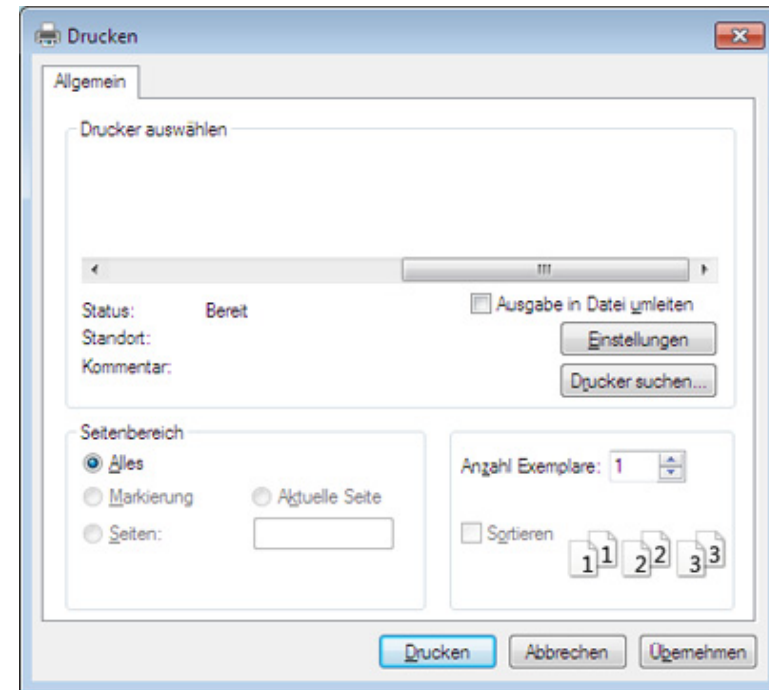 Drucken
Allgemein
Drucker auswählen
Status: Bereit
Ausgabe in Datei umleiten
Standort:
Einstellungen
Kommentar:
Drucker suchen...
Seitenbereich
Alles
Anzahl Exemplare: 1
Markierung Aktuelle Seite
Seiten:
Sortieren
1 1 2 2 3 3
Drucken Abbrechen Übernehmen